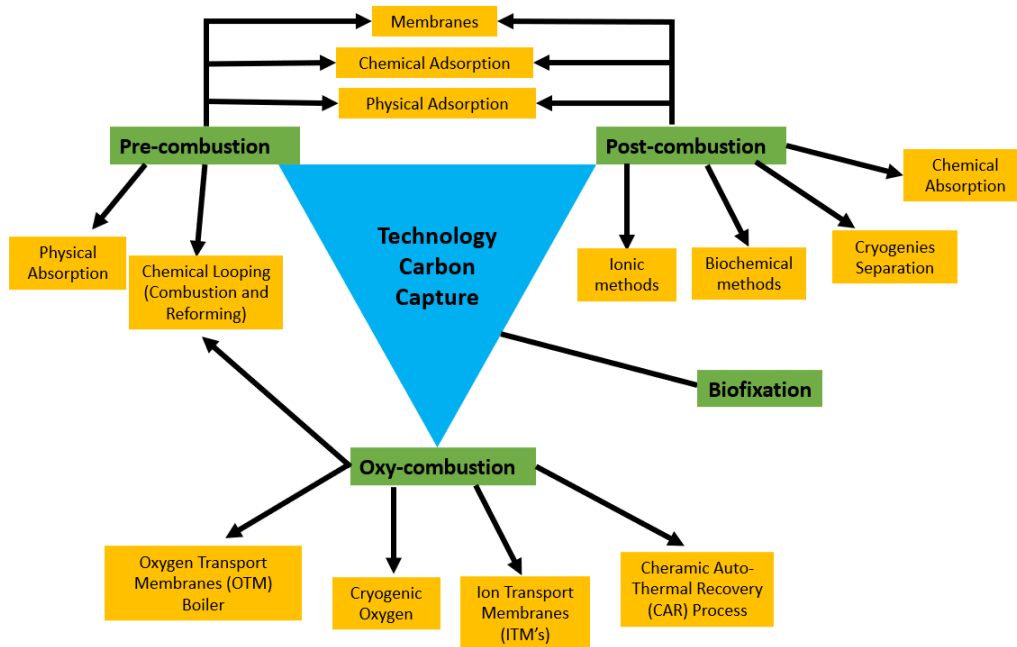 Membranes
Chemical Adsorption
Physical Adsorption
Pre-combustion
Post-combustion
Chemical
Absorption
Physical
Absorption
Chemical Looping
(Combustion and
Reforming)
Technology
Carbon
Capture
Ionic
methods
Biochemical
methods
Cryogenies
Separation
Biofixation
Oxy-combustion
Oxygen Transport
Membranes (OTM)
Boiler
Cryogenic
Oxygen
Ion Transport
Membranes
(ITM’s)
Cheramic Auto-
Thermal Recovery
(CAR) Process